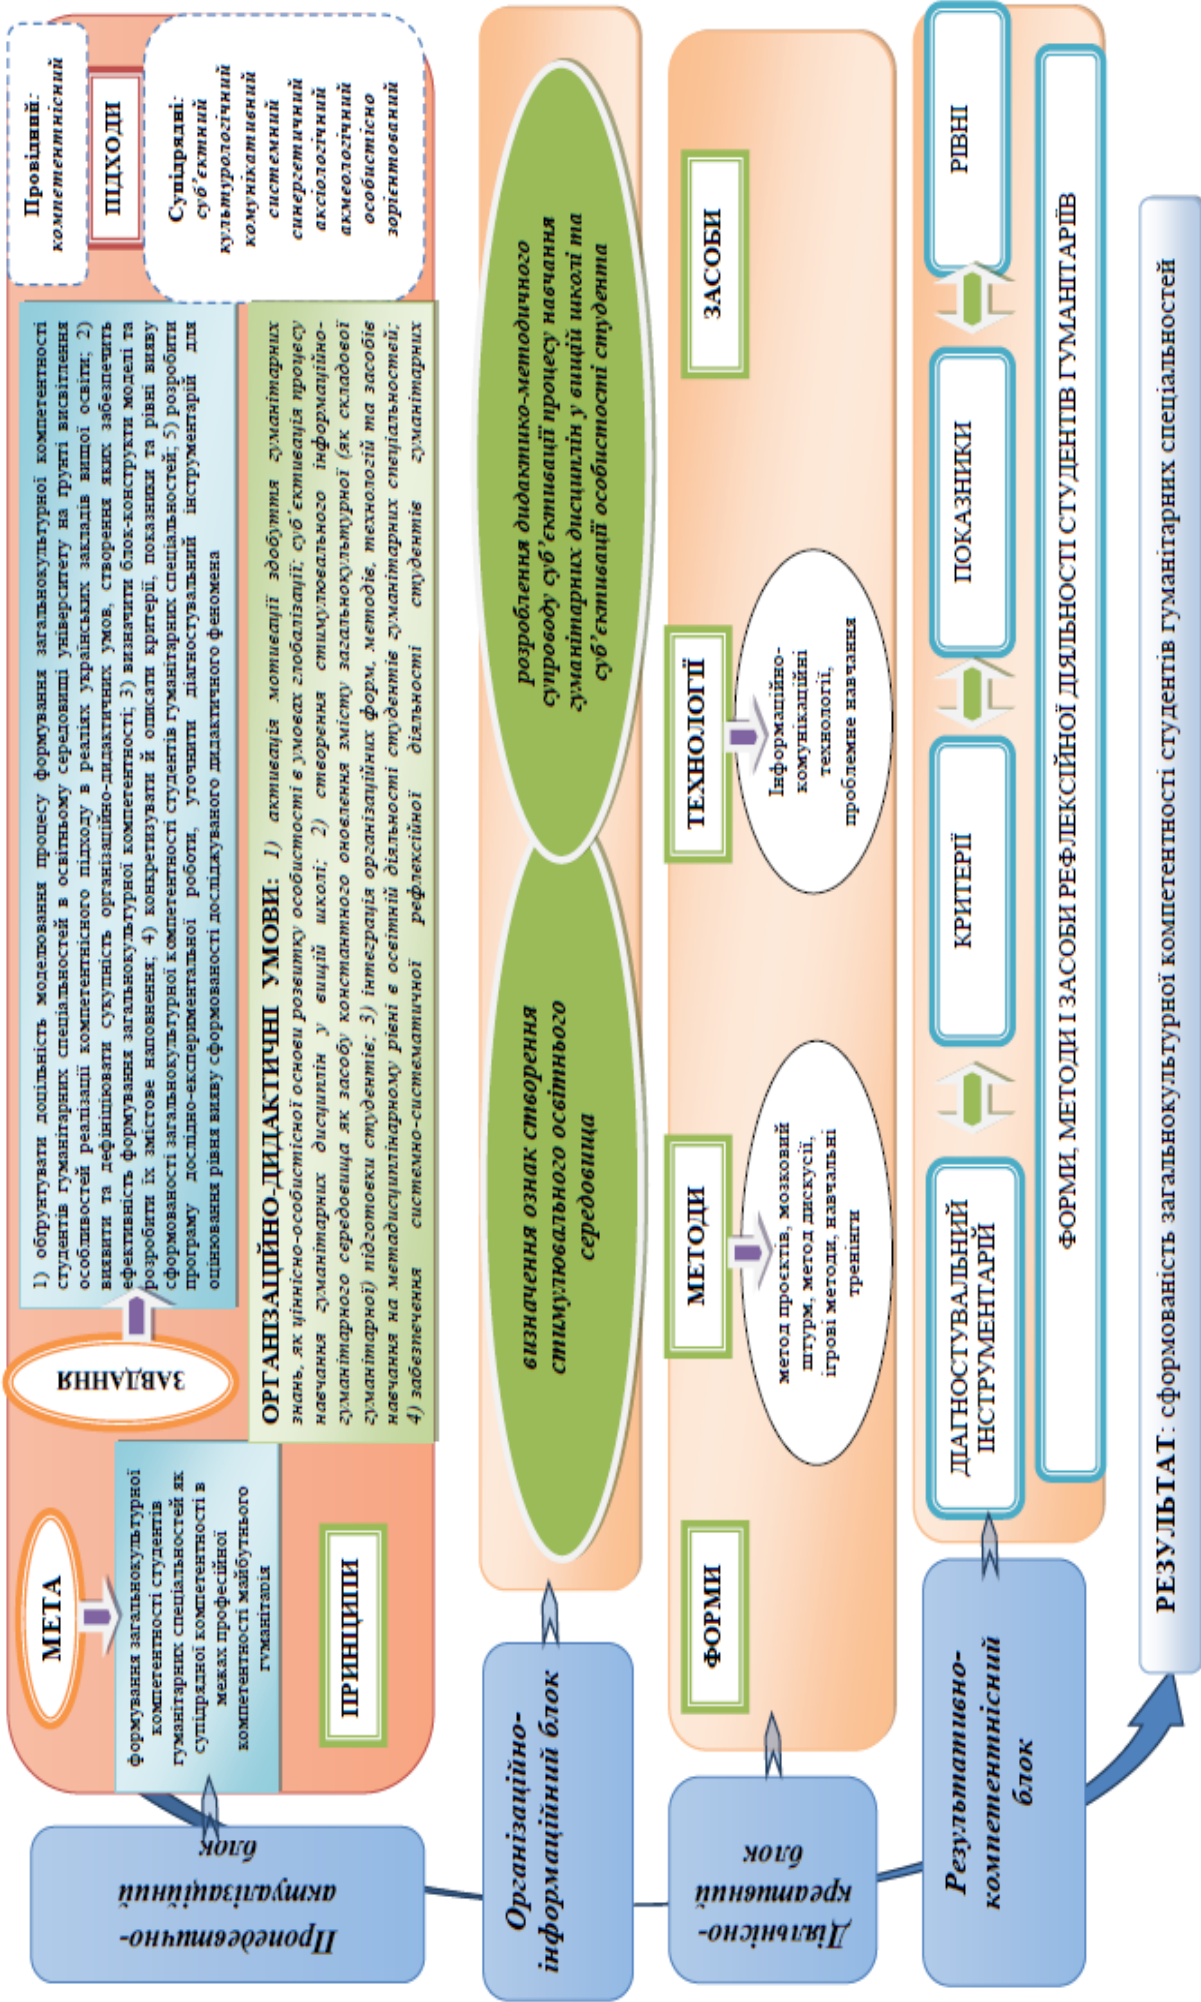 Пропедевтично-
актуалізаційний
блок
МЕТА
формування загальнокультурної
компетентності студентів
гуманітарних спеціальностей як
супідрядної компетентності в
межах професійної
компетентності майбутнього
гуманітарія
ПРИНЦИПИ
ЗАВДАННЯ
1) обґрунтувати доцільність моделювання процесу формування загальнокультурної компетентності
студентів гуманітарних спеціальностей в освітньому середовищі університету на ґрунті висвітлення
особливостей реалізації компетентнісного підходу в реаліях українських закладів вищої освіти; 2)
виявити та дефініціювати сукупність організаційно-дидактичних умов, створення яких забезпечить
ефективність формування загальнокультурної компетентності; 3) визначити блок-конструкти моделі та
розробити їх змістове наповнення; 4) конкретизувати й описати критерії, показники та рівні вияву
сформованості загальнокультурної компетентності студентів гуманітарних спеціальностей; 5) розробити
програму дослідно-експериментальної роботи, уточнити діагностувальний інструментарій для
оцінювання рівня вияву сформованості досліджуваного дидактичного феномена
ОРГАНІЗАЦІЙНО-ДИДАКТИЧНІ УМОВИ: 1) активація мотивації здобуття гуманітарних
знань, як ціннісно-особистісної основи розвитку особистості в умовах глобалізації; суб’єктивація процесу
навчання гуманітарних дисциплін у вищій школі; 2) створення стимулювального інформаційно-
гуманітарного середовища як засобу константного оновлення змісту загальнокультурної (як складової
гуманітарної) підготовки студентів; 3) інтеграція організаційних форм, методів, технологій та засобів
навчання на метадисциплінарному рівні в освітній діяльності студентів гуманітарних спеціальностей;
4) забезпечення системно-систематичної рефлексійної діяльності студентів гуманітарних
Провідний:
компетентнісний
ПІДХОДИ
Супідрядні:
суб’єктний
культурологічний
комунікативний
системний
синергетичний
аксіологічний
акмеологічний
особистісно
зорієнтований
Організаційно-
інформаційний блок
визначення ознак створення
стимулювального освітнього
середовища
розроблення дидактико-методичного
супроводу суб’єктивації процесу навчання
гуманітарних дисциплін у вищій школі та
суб’єктивації особистості студента
Діяльнісно-
креативний
блок
ФОРМИ
МЕТОДИ
метод проєктів, мозковий
штурм, метод дискусії,
ігрові методи, навчальні
тренінги
ТЕХНОЛОГІЇ
Інформаційно-
комунікаційні
технології,
проблемне навчання
ЗАСОБИ
Результативно-
компетентнісний
блок
ДІАГНОСТУВАЛЬНИЙ
ІНСТРУМЕНТАРІЙ
КРИТЕРІЇ
ПОКАЗНИКИ
РІВНІ
ФОРМИ, МЕТОДИ І ЗАСОБИ РЕФЛЕКСІЙНОЇ ДІЯЛЬНОСТІ СТУДЕНТІВ ГУМАНІТАРІЇВ
РЕЗУЛЬТАТ: сформованість загальнокультурної компетентності студентів гуманітарних спеціальностей